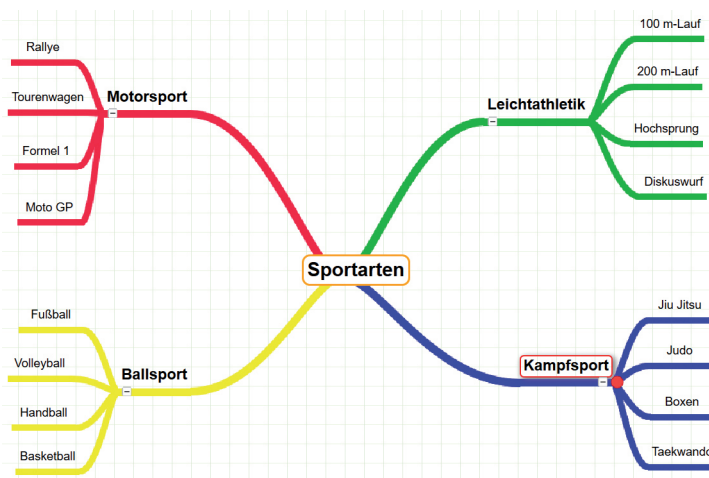 Sportarten
Motorsport
Rallye
Tourenwagen
Formel 1
Moto GP
Leichtathletik
100 m-Lauf
200 m-Lauf
Hochsprung
Diskuswurf
Ballsport
Fußball
Volleyball
Handball
Basketball
Kampfsport
Jiu Jitsu
Judo
Boxen
Taekwando